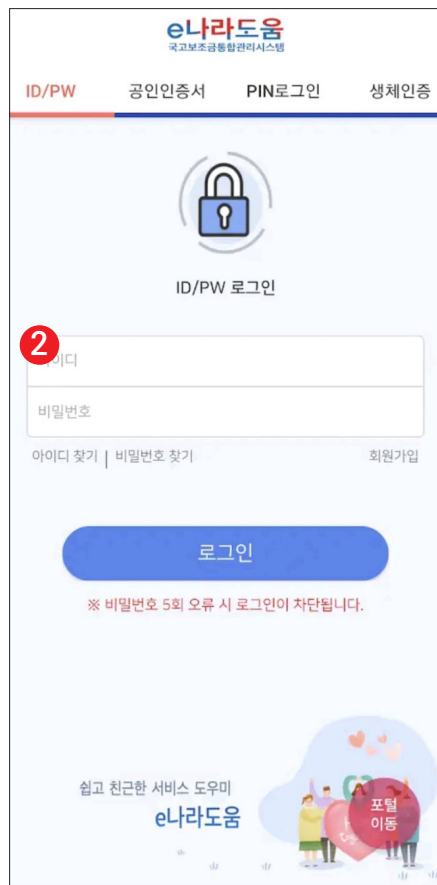 e나라도움
국고보조금통합관리시스템
ID/PW 공인인증서 PIN로그인 생체인증
ID/PW 로그인
2
비밀번호
아이디 찾기 | 비밀번호 찾기 회원가입
로그인
※ 비밀번호 5회 오류 시 로그인이 차단됩니다.
쉽고 친근한 서비스 도우미
e나라도움
포털
이동